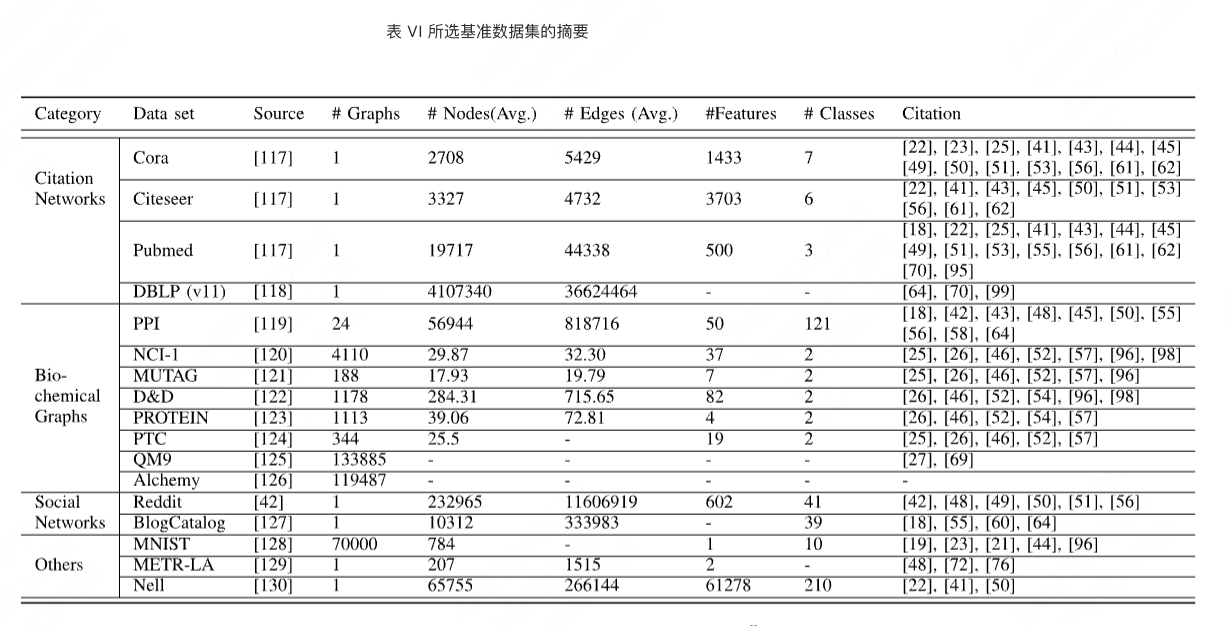 表 VI 所选基准数据集的摘要
Category Data set Source # Graphs # Nodes(Avg.) # Edges (Avg.) #Features # Classes Citation
Citation Networks
Cora [117] 1 2708 5429 1433 7 [22], [23], [25], [41], [43], [44], [45]
[49], [50], [51], [53], [56], [61], [62]
Citeseer [117] 1 3327 4732 3703 6 [22], [41], [43], [45], [50], [51], [53]
[56], [61], [62]
Pubmed [117] 1 19717 44338 500 3 [18], [22], [25], [41], [43], [44], [45]
[49], [51], [53], [55], [56], [61], [62]
[70], [95]
DBLP (v11) [118] 1 4107340 36624464 - - [64], [70], [99]
Bio-
chemical
Graphs
PPI [119] 24 56944 818716 50 121 [18], [42], [43], [48], [45], [50], [55]
[56], [58], [64]
NCI-1 [120] 4110 29.87 32.30 37 2 [25], [26], [46], [52], [57], [96], [98]
MUTAG [121] 188 17.93 19.79 7 2 [25], [26], [46], [52], [57], [96]
D&D [122] 1178 284.31 715.65 82 2 [26], [46], [52], [54], [96], [98]
PROTEIN [123] 1113 39.06 72.81 4 2 [26], [46], [52], [54], [57]
PTC [124] 344 25.5 - 19 2 [25], [26], [46], [52], [57]
QM9 [125] 133885 - - - - [27], [69]
Alchemy [126] 119487 - - - - -
Social Networks
Reddit [42] 1 232965 11606919 602 41 [42], [48], [49], [50], [51], [56]
BlogCatalog [127] 1 10312 333983 - 39 [18], [55], [60], [64]
Others
MNIST [128] 70000 784 - 1 10 [19], [23], [21], [44], [96]
METR-LA [129] 1 207 1515 2 - [48], [72], [76]
Nell [130] 1 65755 266144 61278 210 [22], [41], [50]